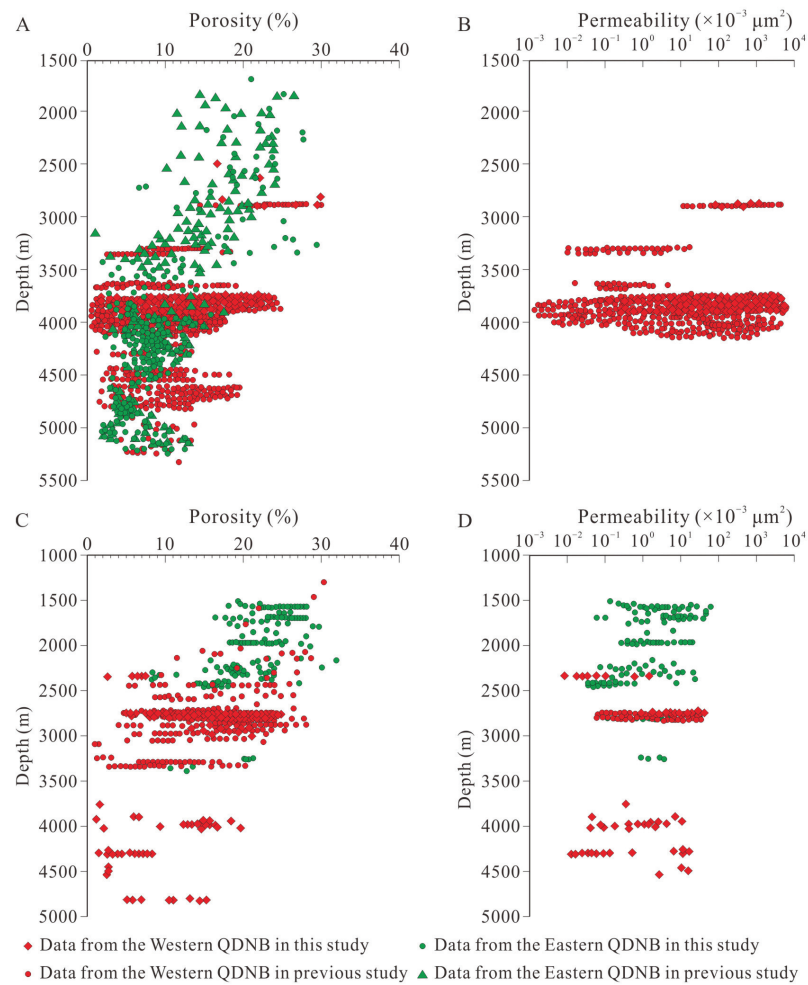 A
Porosity (%)
0 10 20 30 40
1500
2000
2500
3000
3500
4000
4500
5000
5500
Depth (m)
B
Permeability (×10⁻³ μm²)
10⁻³ 10⁻² 10⁻¹ 10⁰ 10¹ 10² 10³ 10⁴
1500
2000
2500
3000
3500
4000
4500
5000
5500
Depth (m)
C
Porosity (%)
0 10 20 30 40
1000
1500
2000
2500
3000
3500
4000
4500
5000
Depth (m)
D
Permeability (×10⁻³ μm²)
10⁻³ 10⁻² 10⁻¹ 10⁰ 10¹ 10² 10³ 10⁴
1000
1500
2000
2500
3000
3500
4000
4500
5000
Depth (m)
Data from the Western QDNB in this study
Data from the Eastern QDNB in this study
Data from the Western QDNB in previous study
Data from the Eastern QDNB in previous study